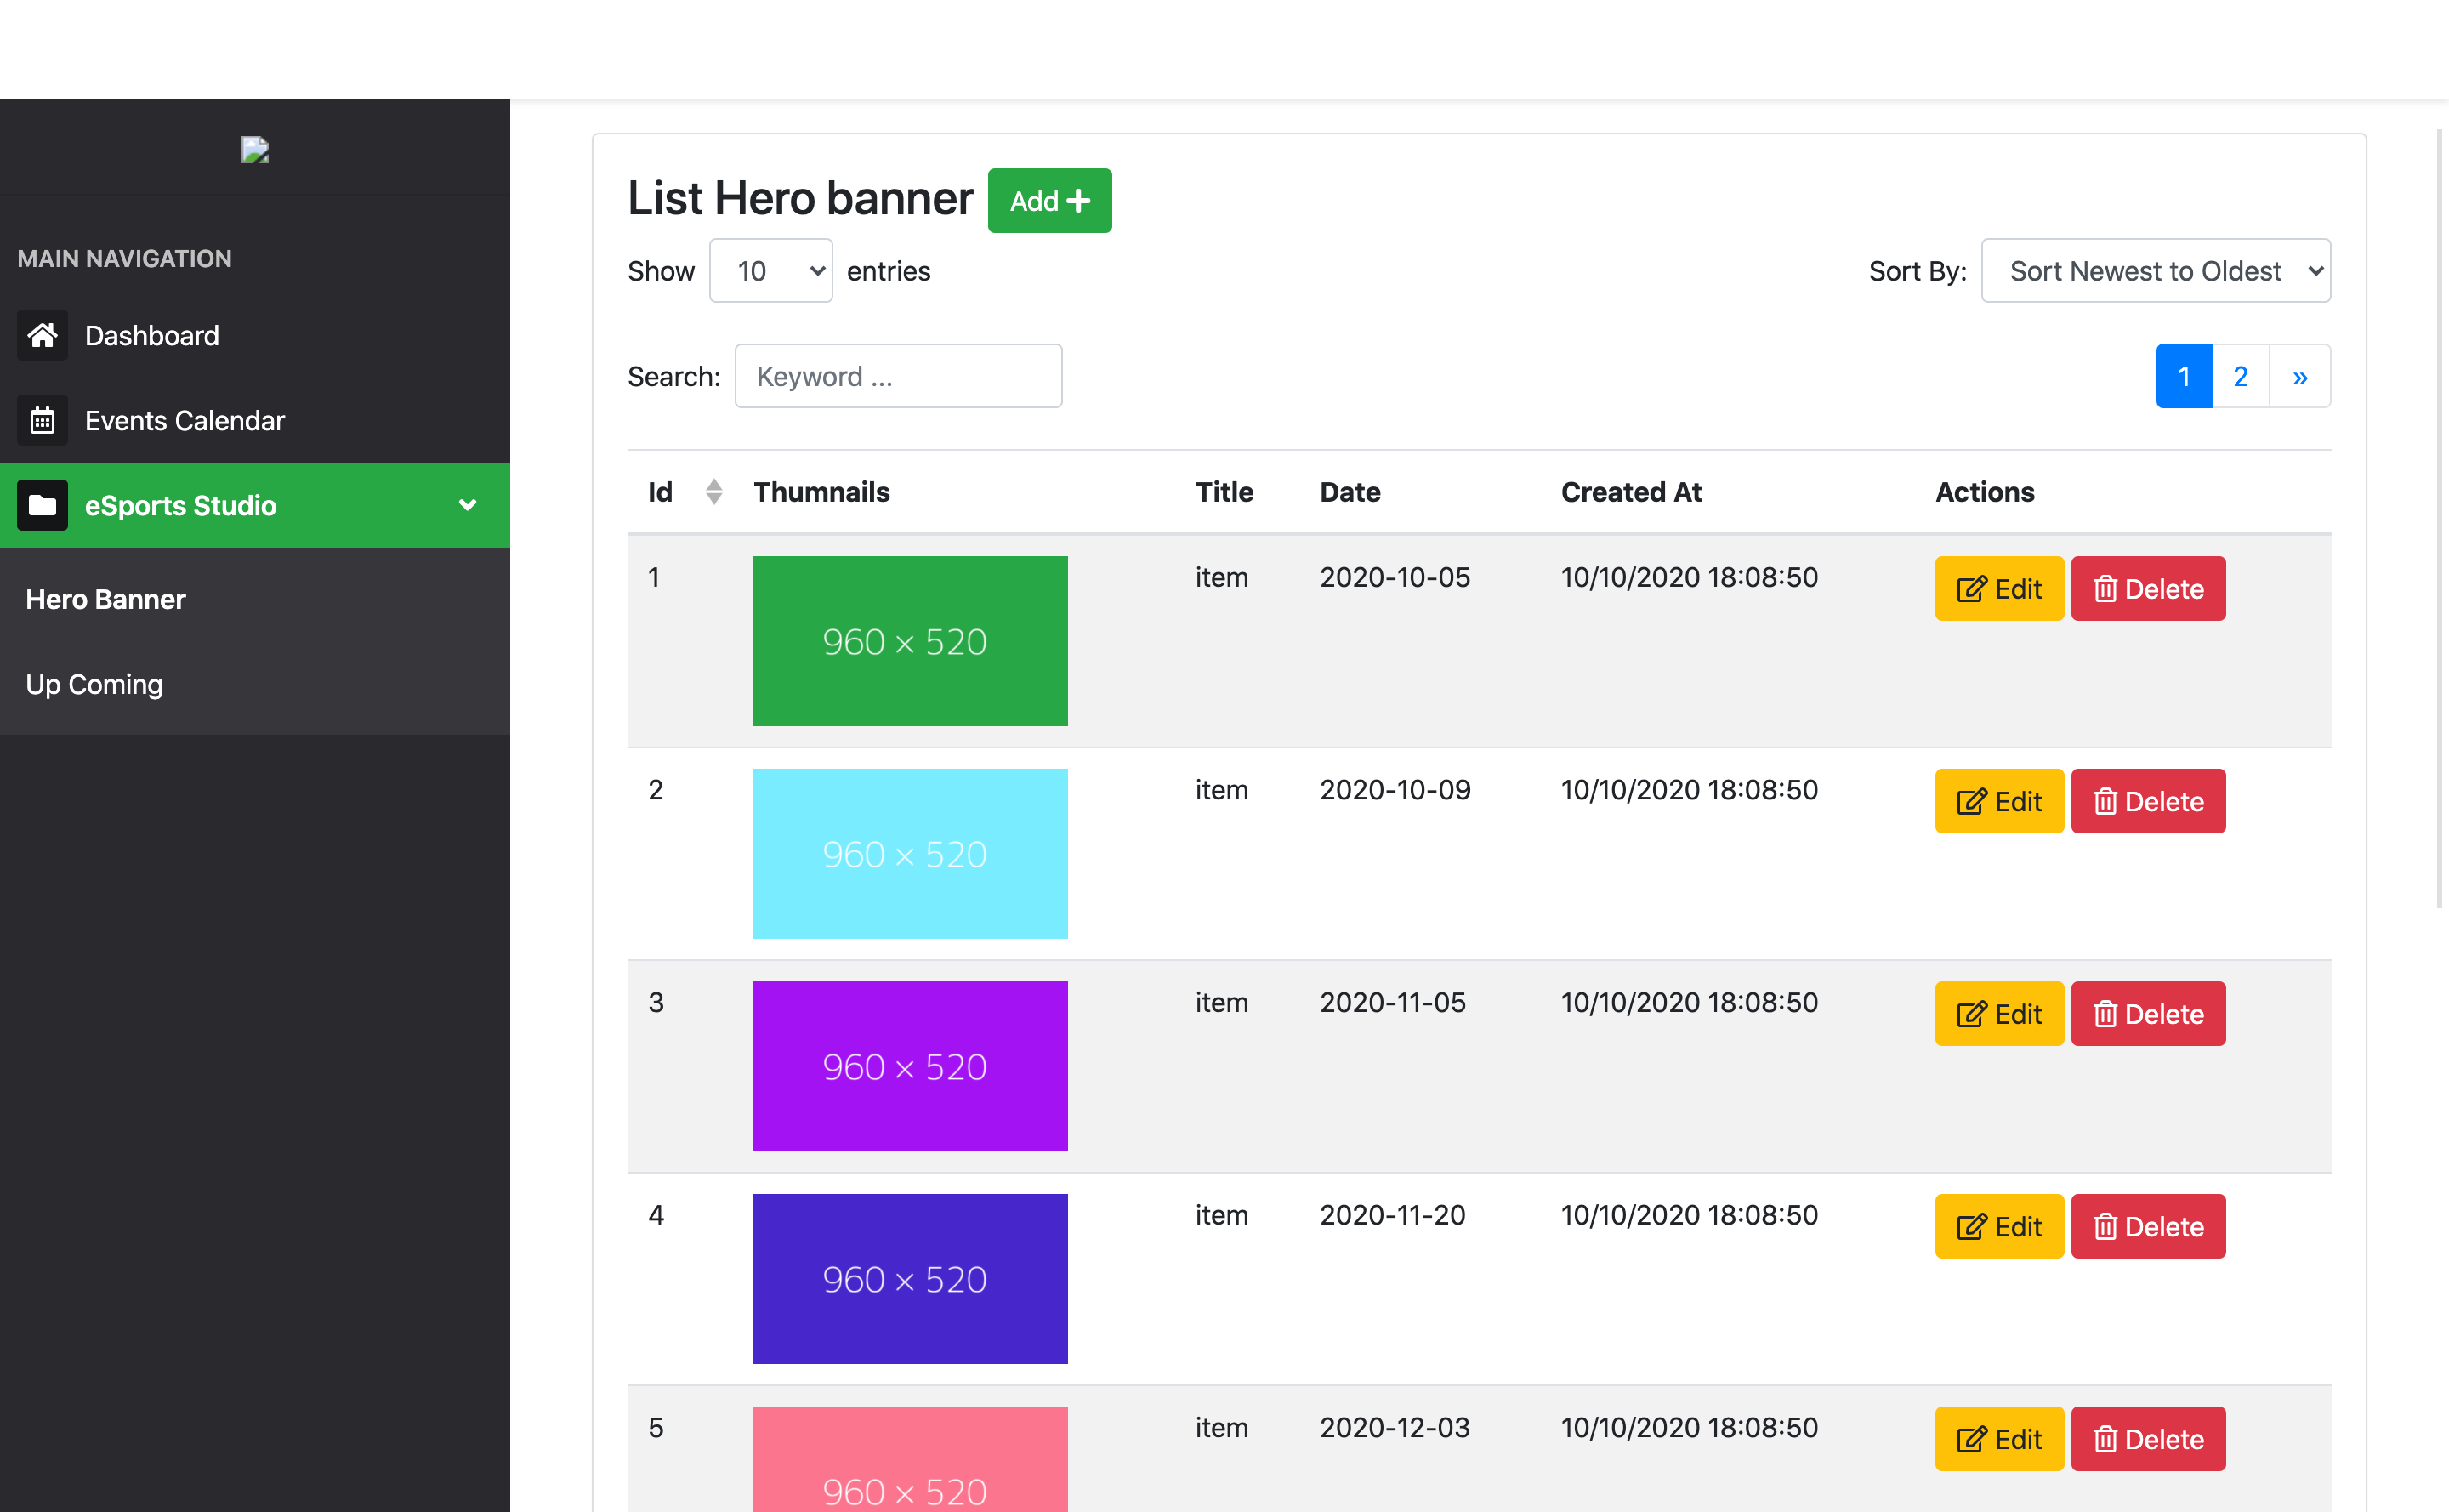 MAIN NAVIGATION
Dashboard
Events Calendar
eSports Studio
Hero Banner
Up Coming
List Hero banner Add
Show 10 entries Sort By: Sort Newest to Oldest
Search: Keyword ... 1 2 »
Id Thumnails Title Date Created At Actions
1 960 × 520 item 2020-10-05 10/10/2020 18:08:50 Edit Delete
2 960 × 520 item 2020-10-09 10/10/2020 18:08:50 Edit Delete
3 960 × 520 item 2020-11-05 10/10/2020 18:08:50 Edit Delete
4 960 × 520 item 2020-11-20 10/10/2020 18:08:50 Edit Delete
5 960 × 520 item 2020-12-03 10/10/2020 18:08:50 Edit Delete